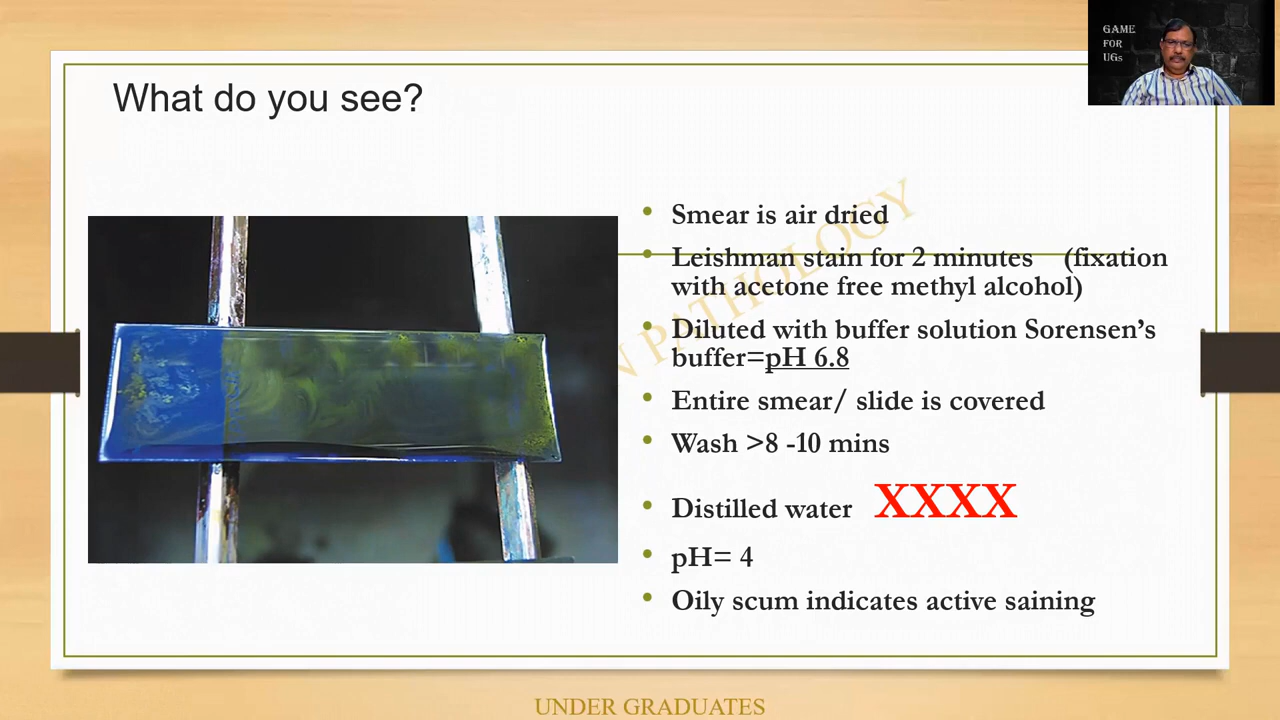 GAME
FOR
UGs
What do you see?
• Smear is air dried
• Leishman stain for 2 minutes (fixation
with acetone free methyl alcohol)
• Diluted with buffer solution Sorensen’s
buffer=pH 6.8
• Entire smear/ slide is covered
• Wash >8 -10 mins
• Distilled water XXXX
• pH= 4
• Oily scum indicates active saining
N PATHOLOGY
UNDER GRADUATES